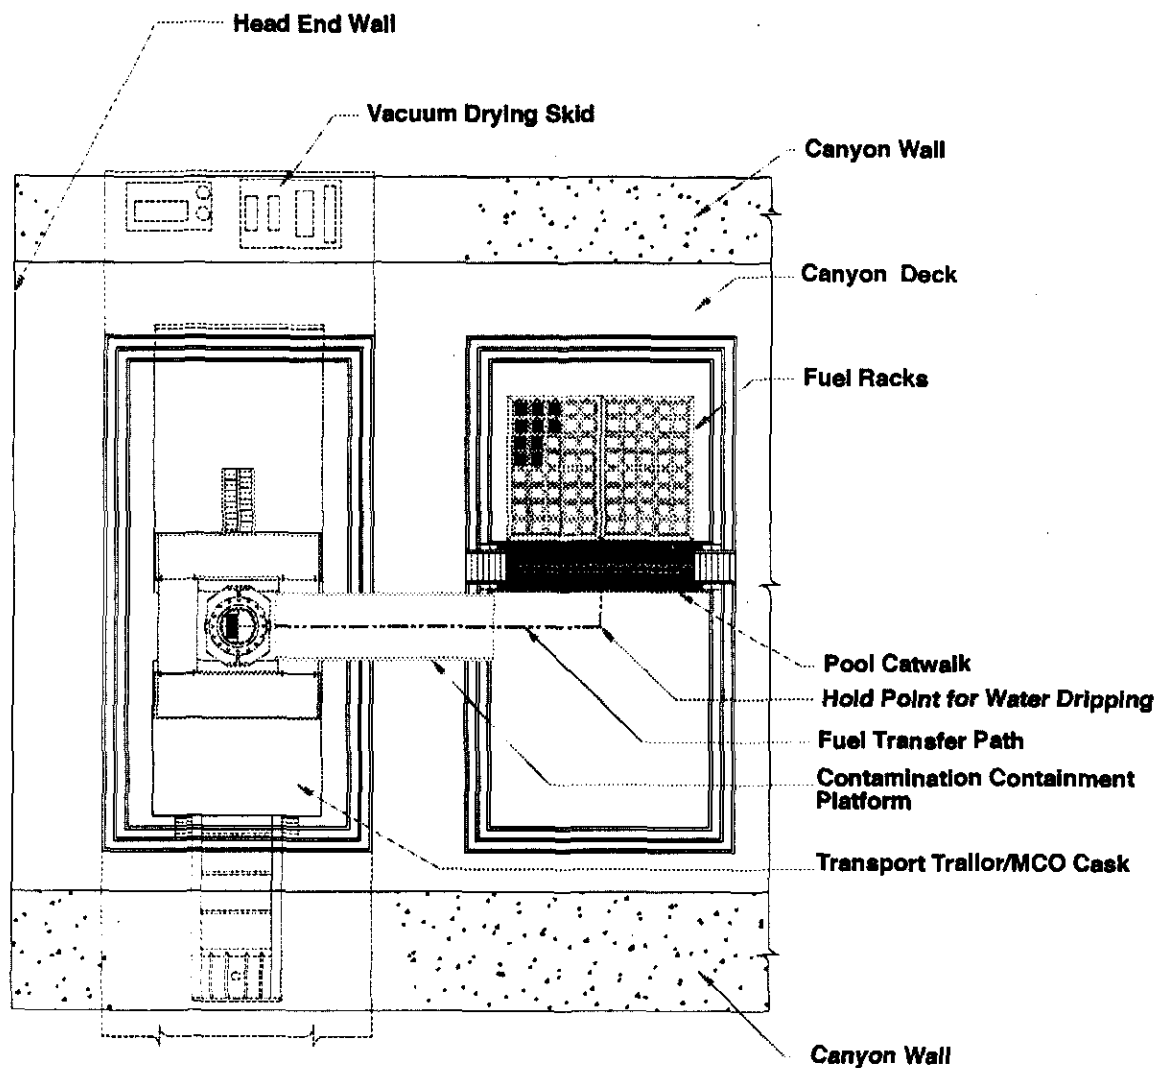 Head End Wall
Vacuum Drying Skid
Canyon Wall
Canyon Deck
Fuel Racks
Pool Catwalk
Hold Point for Water Dripping
Fuel Transfer Path
Contamination Containment
Platform
Transport Trallor/MCO Cask
Canyon Wall